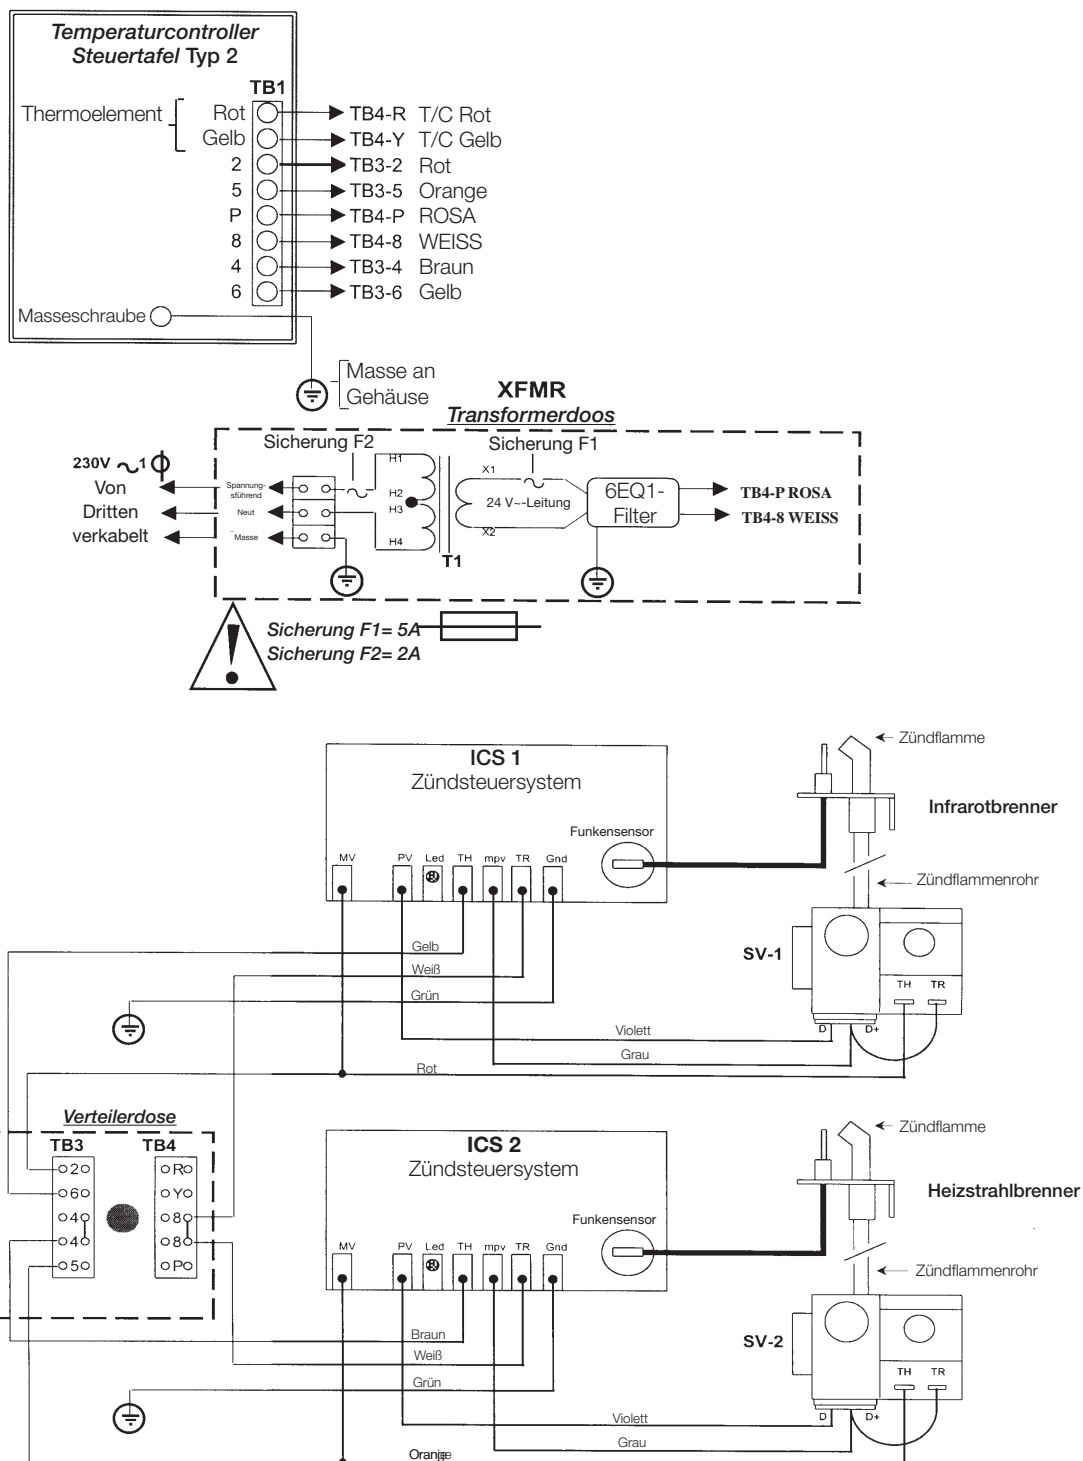 Temperaturcontroller
Steuertafel Typ 2
TB1
Thermoelement
Rot TB4-R T/C Rot
Gelb TB4-Y T/C Gelb
2 TB3-2 Rot
5 TB3-5 Orange
P TB4-P ROSA
8 TB4-8 WEISS
4 TB3-4 Braun
6 TB3-6 Gelb
Masseschraube
Masse an
Gehäuse
XFMR
Transformerdoos
Sicherung F2
Sicherung F1
230V ~ 1
Von
Dritten
verkabelt
Spannung-
sführend
Neut
Masse
H1
H2
H3
H4
T1
X1
24 V~-Leitung
X2
6EQ1-
Filter
TB4-P ROSA
TB4-8 WEISS
Sicherung F1= 5A
Sicherung F2= 2A
ICS 1
Zündsteuersystem
Funkensensor
MV PV Led TH mpv TR Gnd
Zündflamme
Infrarotbrenner
Zündflammenrohr
SV-1
TH TR
D D+
Gelb
Weiß
Grün
Violett
Grau
Rot
Verteilerdose
TB3 TB4
2 R
6 Y
4 8
4 8
5 P
ICS 2
Zündsteuersystem
Funkensensor
MV PV Led TH mpv TR Gnd
Zündflamme
Heizstrahlbrenner
Zündflammenrohr
SV-2
TH TR
D D+
Braun
Weiß
Grün
Violett
Grau
Orange